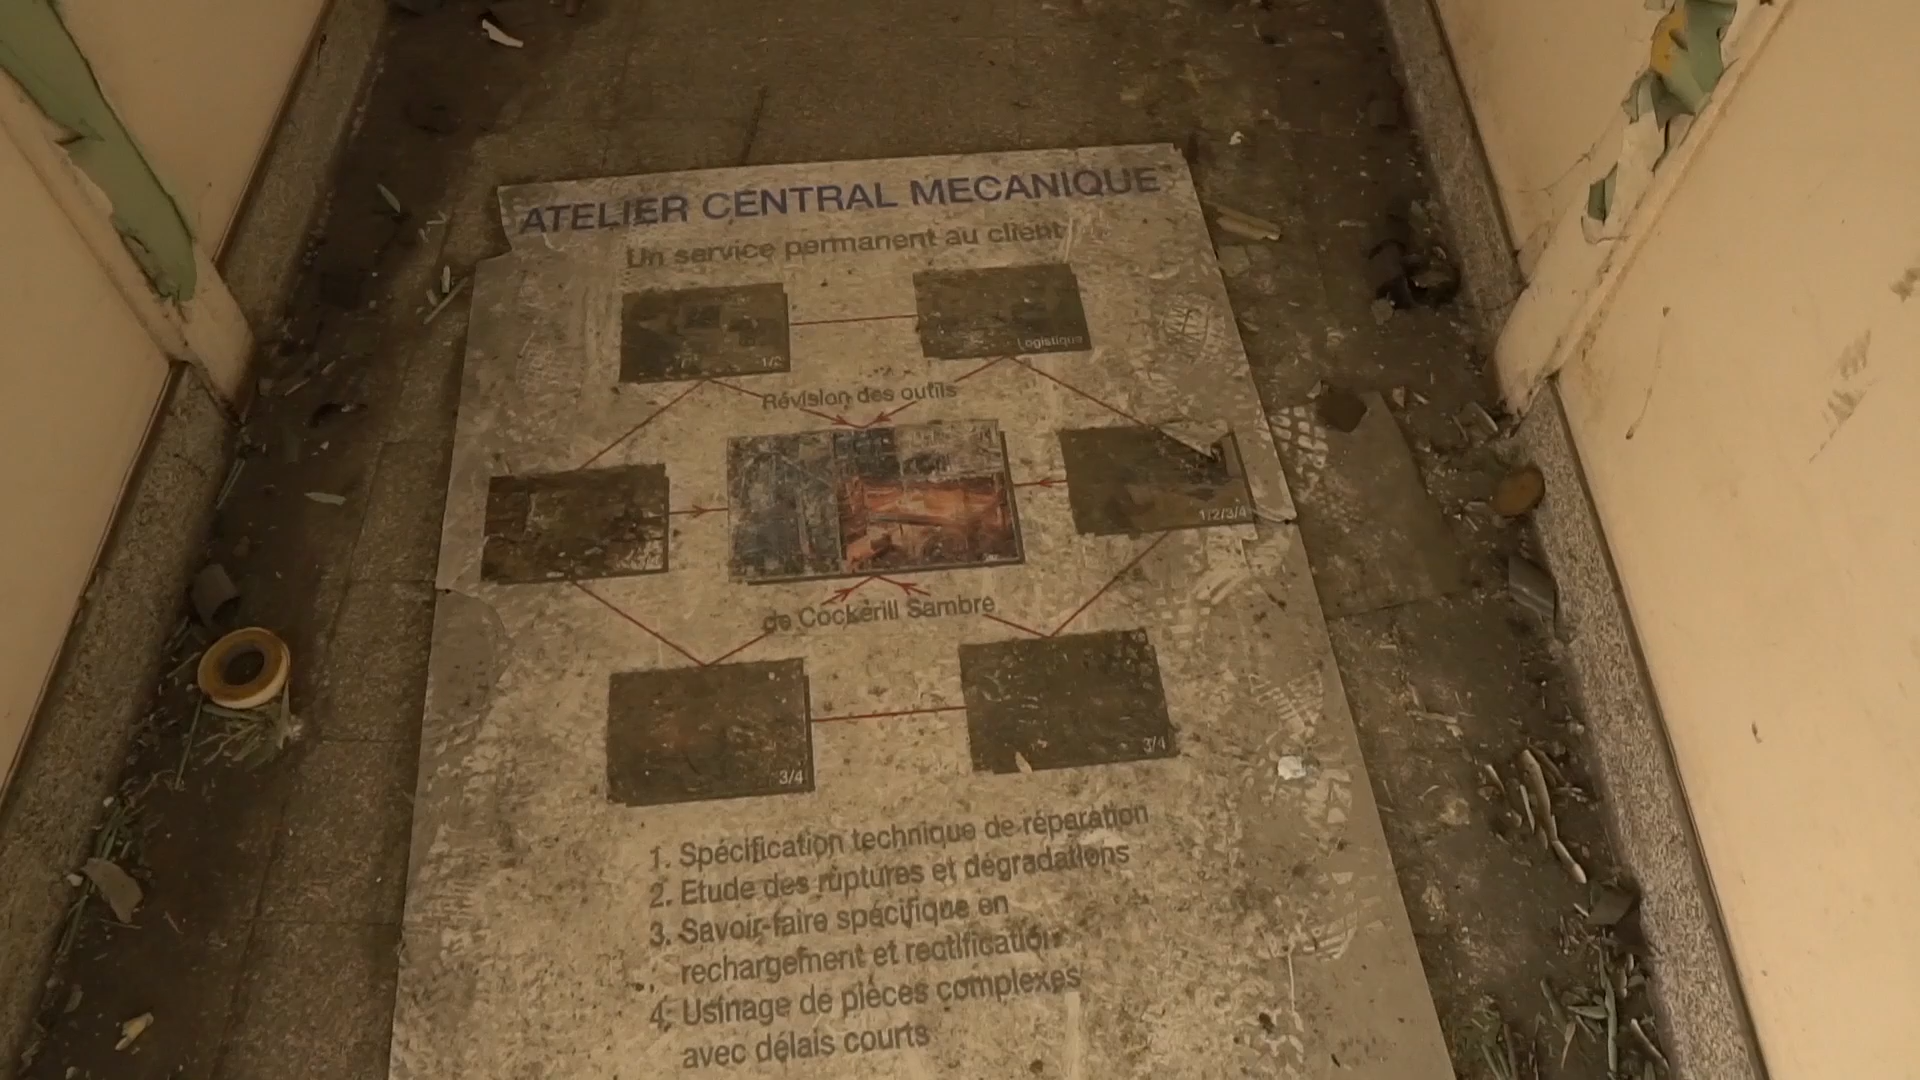 ATELIER CENTRAL MECANIQUE
Un service permanent au client
1/2
Logistique
Révision des outils
1/2/3/4
de Cockerill Sambre
3/4
3/4
1. Spécification technique de réparation
2. Etude des ruptures et dégradations
3. Savoir-faire spécifique en
rechargement et rectification
4. Usinage de pièces complexes
avec délais courts